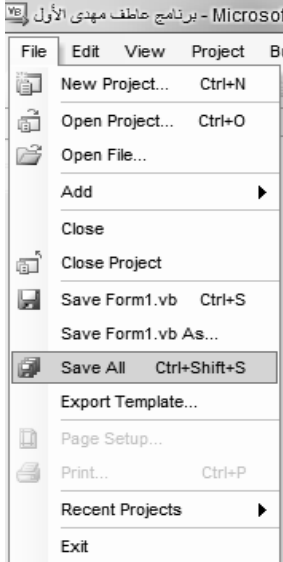 برنامج عاطف مهدى الأول - Microsof
File Edit View Project B
New Project... Ctrl+N
Open Project... Ctrl+O
Open File...
Add
Close
Close Project
Save Form1.vb Ctrl+S
Save Form1.vb As...
Save All Ctrl+Shift+S
Export Template...
Page Setup...
Print... Ctrl+P
Recent Projects
Exit